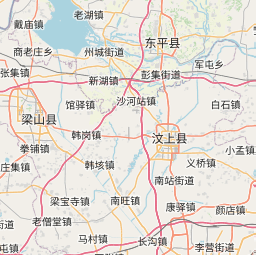 戴庙镇
老湖镇
商老庄乡
州城街道
东平县
军屯乡
张集镇
新湖镇
彭集街道
馆驿镇
沙河站镇
白石镇
梁山县
韩岗镇
汶上县
拳铺镇
小孟镇
庄集镇
韩垓镇
义桥镇
南站街道
梁宝寺镇
南旺镇
康驿镇
颜店镇
老僧堂镇
马村镇
长沟镇
李营街道
屯镇